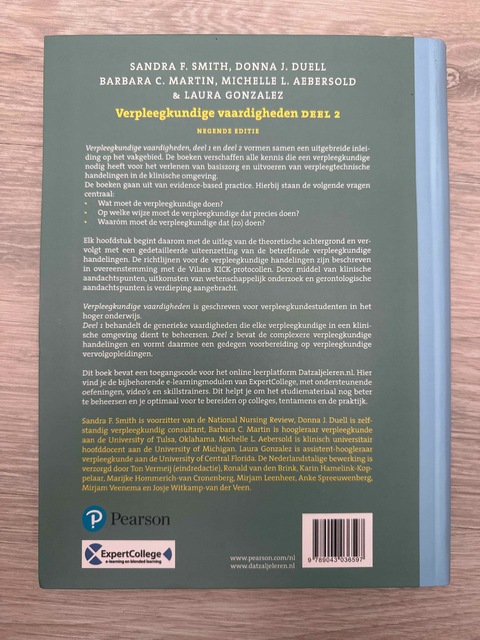 SANDRA F. SMITH, DONNA J. DUELL
BARBARA C. MARTIN, MICHELLE L. AEBERSOLD
& LAURA GONZALEZ
Verpleegkundige vaardigheden DEEL 2
NEGENDE EDITIE
Verpleegkundige vaardigheden, deel 1 en deel 2 vormen samen een uitgebreide inlei-
ding op het vakgebied. De boeken verschaffen alle kennis die een verpleegkundige
nodig heeft voor het verlenen van basiszorg en uitvoeren van verpleegtechnische
handelingen in de klinische omgeving.
De boeken gaan uit van evidence-based practice. Hierbij staan de volgende vragen
centraal:
• Wat moet de verpleegkundige doen?
• Op welke wijze moet de verpleegkundige dat precies doen?
• Waaróm moet de verpleegkundige dat (zo) doen?
Elk hoofdstuk begint daarom met de uitleg van de theoretische achtergrond en ver-
volgt met een gedetailleerde uiteenzetting van de betreffende verpleegkundige
handelingen. De richtlijnen voor de verpleegkundige handelingen zijn beschreven
in overeenstemming met de Vilans KICK-protocollen. Door middel van klinische
aandachtspunten, uitkomsten van wetenschappelijk onderzoek en gerontologische
aandachtspunten is verdieping aangebracht.
Verpleegkundige vaardigheden is geschreven voor verpleegkundestudenten in het
hoger onderwijs.
Deel 1 behandelt de generieke vaardigheden die elke verpleegkundige in een klini-
sche omgeving dient te beheersen. Deel 2 bevat de complexere verpleegkundige
handelingen en vormt daarmee een gedegen voorbereiding op verpleegkundige
vervolgopleidingen.
Dit boek bevat een toegangscode voor het online leerplatform Datzaljeleren.nl. Hier
vind je de bijbehorende e-learningmodulen van ExpertCollege, met ondersteunende
oefeningen, video's en skillstrainers. Dit helpt je om het studiemateriaal nog beter
te beheersen en je optimaal voor te bereiden op colleges, tentamens en de praktijk.
Sandra F. Smith is voorzitter van de National Nursing Review, Donna J. Duell is zelf-
standig verpleegkundig consultant, Barbara C. Martin is hoogleraar verpleegkunde
aan de University of Tulsa, Oklahoma. Michelle L. Aebersold is klinisch universitair
hoofddocent aan de University of Michigan. Laura Gonzalez is assistent-hoogleraar
verpleegkunde aan de University of Central Florida. De Nederlandstalige bewerking is
verzorgd door Ton Vermeij (eindredactie), Ronald van den Brink, Karin Hamelink-Kop-
pelaar, Marijke Hommerich-van Cronenberg, Mirjam Leenheer, Anke Spreeuwenberg,
Mirjam Veenema en Josje Witkamp-van der Veen.
P Pearson
ExpertCollege
e-learning en blended learning
www.pearson.com/nl
www.datzaljeleren.nl
9789043036597